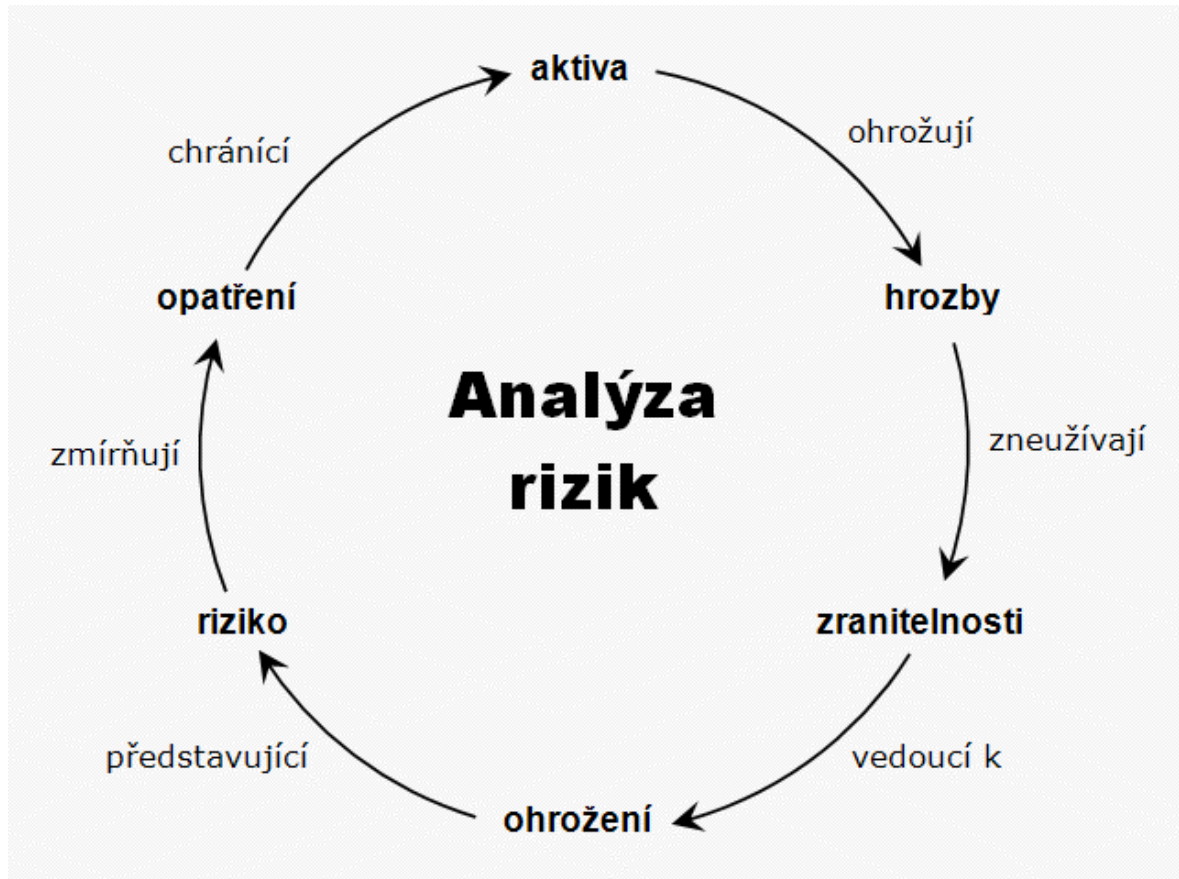 aktiva
ohrožují
chránící
hrozby
opatření
Analýza
rizik
zneužívají
zmírňují
zranitelnosti
riziko
vedoucí k
představující
ohrožení